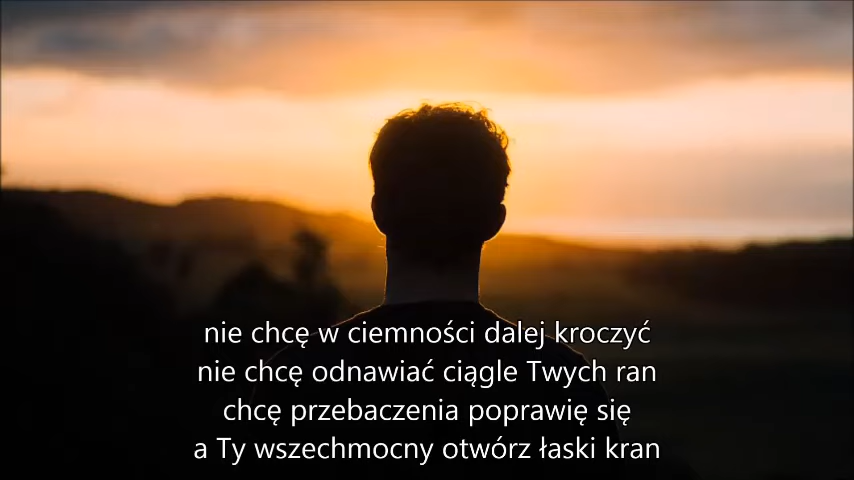 nie chcę w ciemności dalej kroczyć
nie chcę odnawiać ciągle Twych ran
chcę przebaczenia poprawię się
a Ty wszechmocny otwórz łaski kran